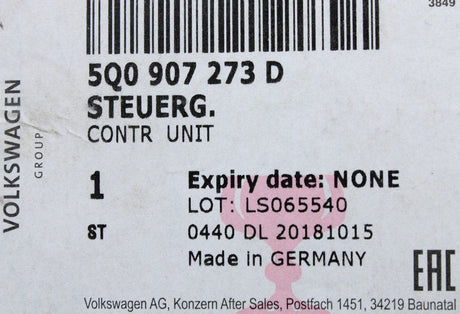 3849
5Q0 907 273 D
STEUERG.
CONTR UNIT
VOLKSWAGEN
GROUP
1
Expiry date: NONE
LOT: LS065540
ST
0440 DL 20181015
Made in GERMANY
EAC
Volkswagen AG, Konzern After Sales, Postfach 1451, 34219 Baunatal